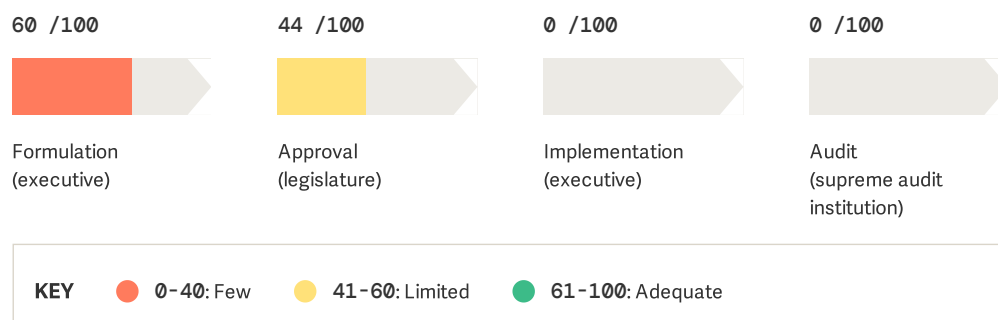 60 /100
44 /100
0 /100
0 /100
Formulation
(executive)
Approval
(legislature)
Implementation
(executive)
Audit
(supreme audit
institution)
KEY
0-40: Few
41-60: Limited
61-100: Adequate